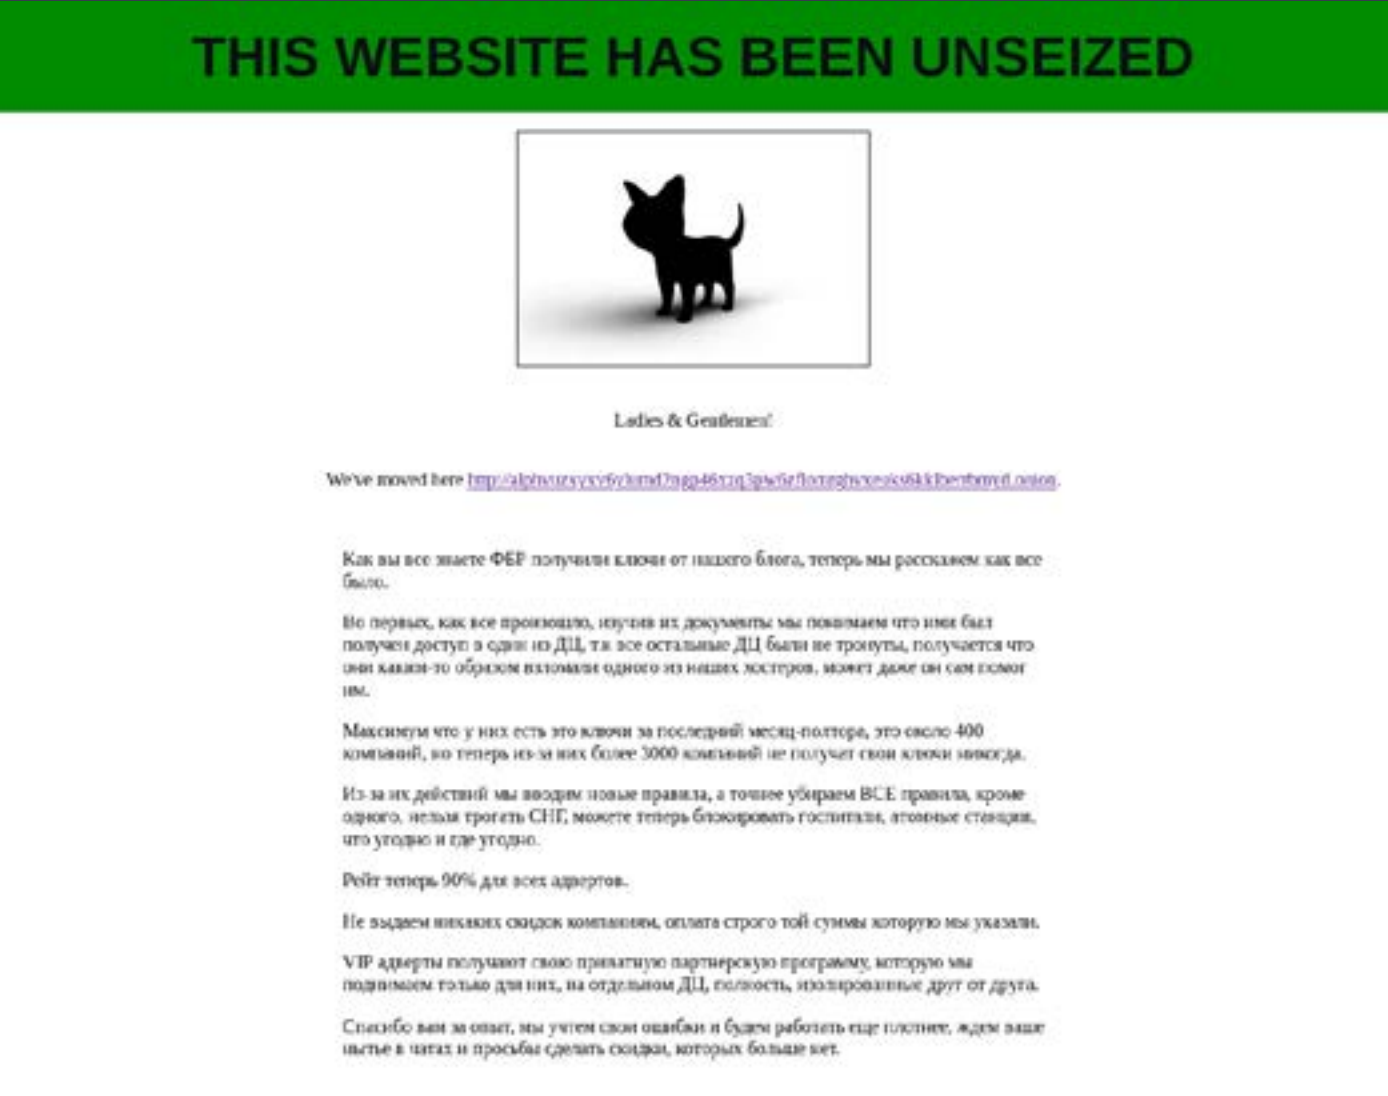 THIS WEBSITE HAS BEEN UNSEIZED
Ladies & Gentlemen!
We've moved here
Как вы все знаете ФБР получили ключи от нашего блога, теперь мы расскажем как все
было.
Во первых, как все произошло, изучив их документы мы понимаем что ими был
получен доступ в один из ДЦ, т.к все остальные ДЦ были не тронуты, получается что
они каким-то образом взломали одного из наших хостеров, может даже он сам помог
им.
Максимум что у них есть это ключи за последний месяц-полтора, это около 400
компаний, но теперь из-за них более 3000 компаний не получат свои ключи никогда.
Из-за их действий мы вводим новые правила, а точнее убираем ВСЕ правила, кроме
одного, нельзя трогать СНГ, можете теперь блокировать госпитали, атомные станции,
что угодно и где угодно.
Рейт теперь 90% для всех адвертов.
Не выдаем никаких скидок компаниям, оплата строго той суммы которую мы указали.
VIP адверты получают свою приватную партнерскую программу, которую мы
поднимаем только для них, на отдельном ДЦ, полность, изолированные друг от друга.
Спасибо вам за опыт, мы учтем свои ошибки и будем работать еще плотнее, ждем ваше
нытье в чатах и просьбы сделать скидки, которых больше нет.